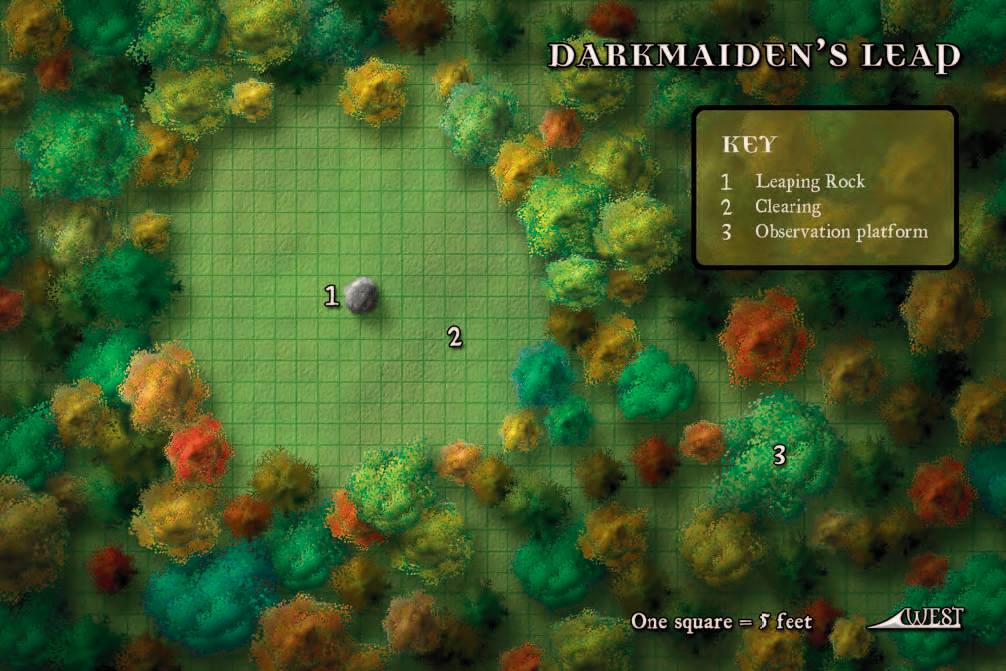 DARKMAIDEN'S LEAP
KEY
1 Leaping Rock
2 Clearing
3 Observation platform
1
2
3
One square = 5 feet
WEST